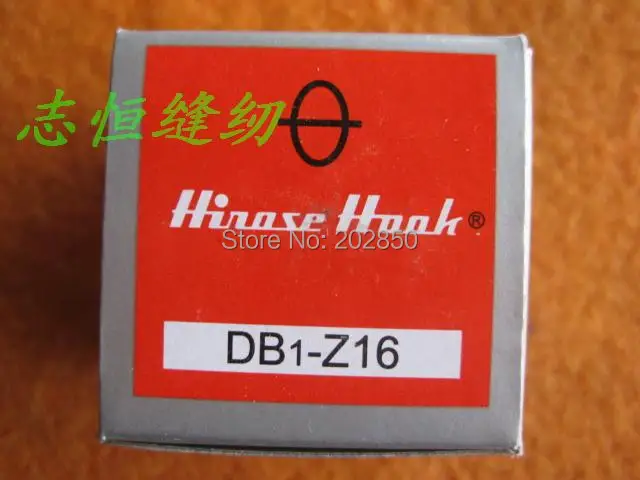 志恒缝纫
Hirose Hook®
Store No: 202850
DB1-Z16